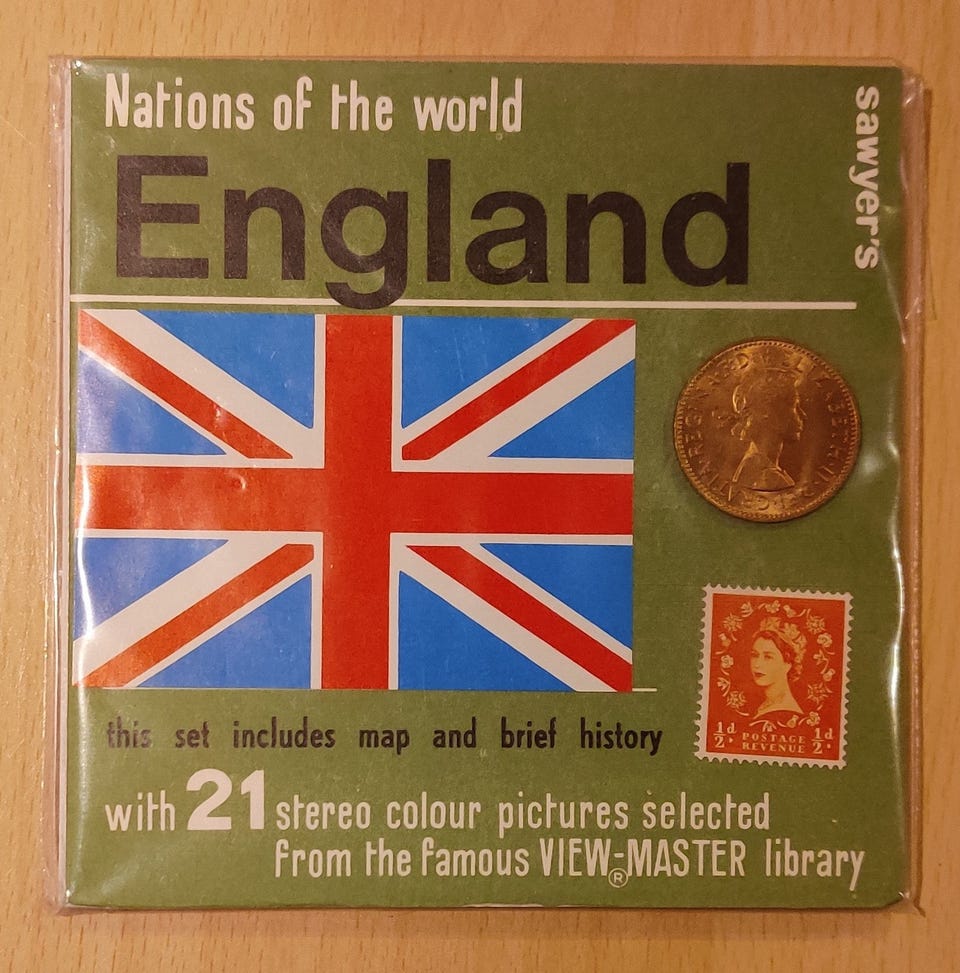 Nations of the world
sawyer's
England
this set includes map and brief history
½d. POSTAGE ½d.
REVENUE
with 21 stereo colour pictures selected
from the famous VIEW-MASTER® library